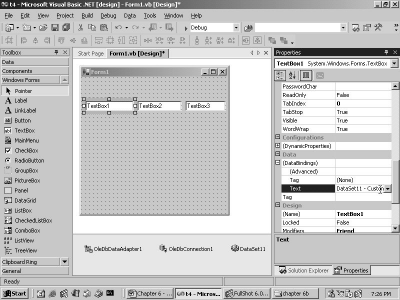 t4 - Microsoft Visual Basic .NET [design] - Form1.vb [Design]*
File Edit View Project Build Debug Data Tools Window Help
Debug
Toolbox
Data
Components
Windows Forms
Pointer
Label
LinkLabel
Button
TextBox
MainMenu
CheckBox
RadioButton
GroupBox
PictureBox
Panel
DataGrid
ListBox
CheckedListBox
ComboBox
ListView
TreeView
Clipboard Ring
General
Start Page Form1.vb [Design]*
Form1
TextBox1 TextBox2 TextBox3
OleDbDataAdapter1 OleDbConnection1 DataSet11
Properties
TextBox1 System.Windows.Forms.TextBox
PasswordChar
ReadOnly False
TabIndex 0
TabStop True
Visible True
WordWrap True
Configurations
(DynamicProperties)
Data
(DataBindings)
(Advanced)
Tag (None)
Text DataSet11 - Custom
Tag
Design
(Name) TextBox1
Locked False
Modifiers Friend
Text
Solution Explorer Properties
Start Chapter 6 - t4 - Micros... FullShot 6.0... chapter 6b 7:26 PM